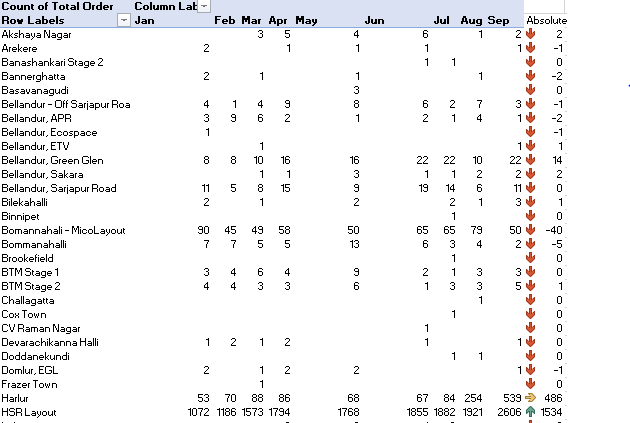 Count of Total Order Column Lab
Row Labels Jan Feb Mar Apr May Jun Jul Aug Sep Absolute
Akshaya Nagar 3 5 4 6 1 2 2
Arekere 2 1 1 1 1 -1
Banashankari Stage 2 1 1 0
Bannerghatta 2 1 1 1 -2
Basavanagudi 3 0
Bellandur - Off Sarjapur Roa 4 1 4 9 8 6 2 7 3 -1
Bellandur, APR 3 9 6 2 1 2 1 4 1 -2
Bellandur, Ecospace 1 -1
Bellandur, ETV 1 1 1
Bellandur, Green Glen 8 8 10 16 16 22 22 10 22 14
Bellandur, Sakara 1 1 3 1 1 2 2 2
Bellandur, Sarjapur Road 11 5 8 15 9 19 14 6 11 0
Bilekahalli 2 1 2 2 1 3 1
Binnipet 1 0
Bomannahali - MicoLayout 90 45 49 58 50 65 65 79 50 -40
Bommanahalli 7 7 5 5 13 6 3 4 2 -5
Brookefield 1 0
BTM Stage 1 3 4 6 4 9 2 1 3 3 0
BTM Stage 2 4 4 3 3 6 1 3 3 5 1
Challagatta 1 0
Cox Town 1 0
CV Raman Nagar 1 0
Devarachikanna Halli 1 2 1 2 1 1 0
Doddanekundi 1 1 0
Domlur, EGL 2 1 2 2 1 -1
Frazer Town 1 0
Harlur 53 70 88 86 68 67 84 254 539 486
HSR Layout 1072 1186 1573 1794 1768 1855 1882 1921 2606 1534